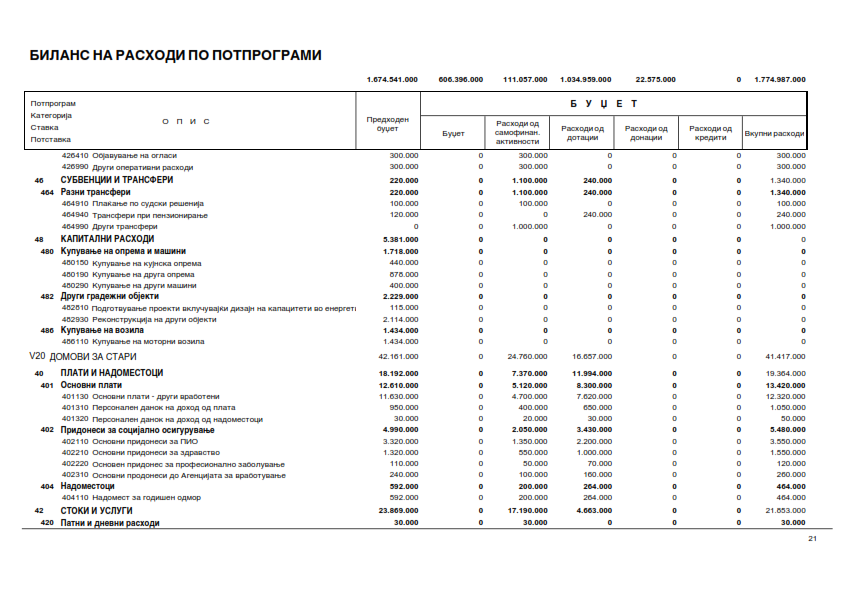 БИЛАНС НА РАСХОДИ ПО ПОТПРОГРАМИ
1.674.541.000 606.396.000 111.057.000 1.034.959.000 22.575.000 0 1.774.987.000
Потпрограм
Категорија
Ставка
Потставка
О П И С
Предходен буџет
Б У Џ Е Т
Буџет
Расходи од самофинан. активности
Расходи од дотации
Расходи од донации
Расходи од кредити
Вкупни расходи
426410 Објавување на огласи 300.000 0 300.000 0 0 0 300.000
426990 Други оперативни расходи 300.000 0 300.000 0 0 0 300.000
46 СУБВЕНЦИИ И ТРАНСФЕРИ 220.000 0 1.100.000 240.000 0 0 1.340.000
464 Разни трансфери 220.000 0 1.100.000 240.000 0 0 1.340.000
464910 Плаќање по судски решенија 100.000 0 100.000 0 0 0 100.000
464940 Трансфери при пензионирање 120.000 0 0 240.000 0 0 240.000
464990 Други трансфери 0 0 1.000.000 0 0 0 1.000.000
48 КАПИТАЛНИ РАСХОДИ 5.381.000 0 0 0 0 0 0
480 Купување на опрема и машини 1.718.000 0 0 0 0 0 0
480150 Купување на кујнска опрема 440.000 0 0 0 0 0 0
480190 Купување на друга опрема 878.000 0 0 0 0 0 0
480290 Купување на други машини 400.000 0 0 0 0 0 0
482 Други градежни објекти 2.229.000 0 0 0 0 0 0
482810 Подготвување проекти вклучувајќи дизајн на капацитети во енергети 115.000 0 0 0 0 0 0
482930 Реконструкција на други објекти 2.114.000 0 0 0 0 0 0
486 Купување на возила 1.434.000 0 0 0 0 0 0
486110 Купување на моторни возила 1.434.000 0 0 0 0 0 0
V20 ДОМОВИ ЗА СТАРИ 42.161.000 0 24.760.000 16.657.000 0 0 41.417.000
40 ПЛАТИ И НАДОМЕСТОЦИ 18.192.000 0 7.370.000 11.994.000 0 0 19.364.000
401 Основни плати 12.610.000 0 5.120.000 8.300.000 0 0 13.420.000
401130 Основни плати - други вработени 11.630.000 0 4.700.000 7.620.000 0 0 12.320.000
401310 Персонален данок на доход од плата 950.000 0 400.000 650.000 0 0 1.050.000
401320 Персонален данок на доход од надоместоци 30.000 0 20.000 30.000 0 0 50.000
402 Придонеси за социјално осигурување 4.990.000 0 2.050.000 3.430.000 0 0 5.480.000
402110 Основни придонеси за ПИО 3.320.000 0 1.350.000 2.200.000 0 0 3.550.000
402210 Основни придонеси за здравство 1.320.000 0 550.000 1.000.000 0 0 1.550.000
402220 Основен придонес за професионално заболување 110.000 0 50.000 70.000 0 0 120.000
402310 Основни продонеси до Агенцијата за вработување 240.000 0 100.000 160.000 0 0 260.000
404 Надоместоци 592.000 0 200.000 264.000 0 0 464.000
404110 Надомест за годишен одмор 592.000 0 200.000 264.000 0 0 464.000
42 СТОКИ И УСЛУГИ 23.869.000 0 17.190.000 4.663.000 0 0 21.853.000
420 Патни и дневни расходи 30.000 0 30.000 0 0 0 30.000
21